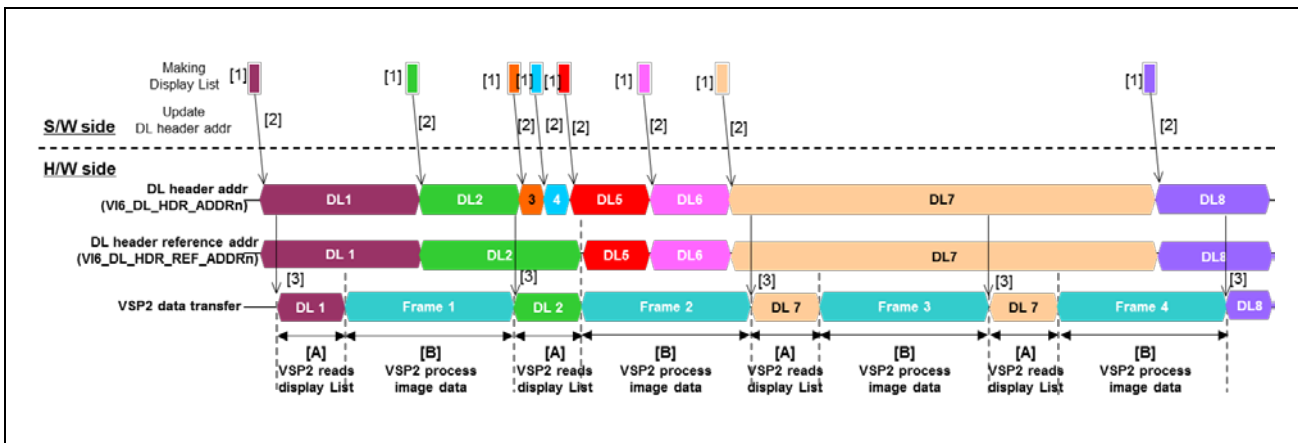 Making
Display List
[1] [1] [1] [1] [1] [1] [1] [1]
Update
DL header addr
[2] [2] [2] [2] [2] [2] [2] [2]
S/W side
H/W side
DL header addr
(VI6_DL_HDR_ADDRn)
DL1 DL2 3 4 DL5 DL6 DL7 DL8
DL header reference addr
(VI6_DL_HDR_REF_ADDRn)
DL 1 DL2 DL5 DL6 DL7 DL8
[3] [3] [3] [3] [3]
VSP2 data transfer
DL 1 Frame 1 DL 2 Frame 2 DL 7 Frame 3 DL 7 Frame 4 DL8
[A] [B] [A] [B] [A] [B] [A] [B]
VSP2 reads VSP2 process VSP2 reads VSP2 process VSP2 reads VSP2 process VSP2 reads VSP2 process
display List image data display List image data display List image data display List image data